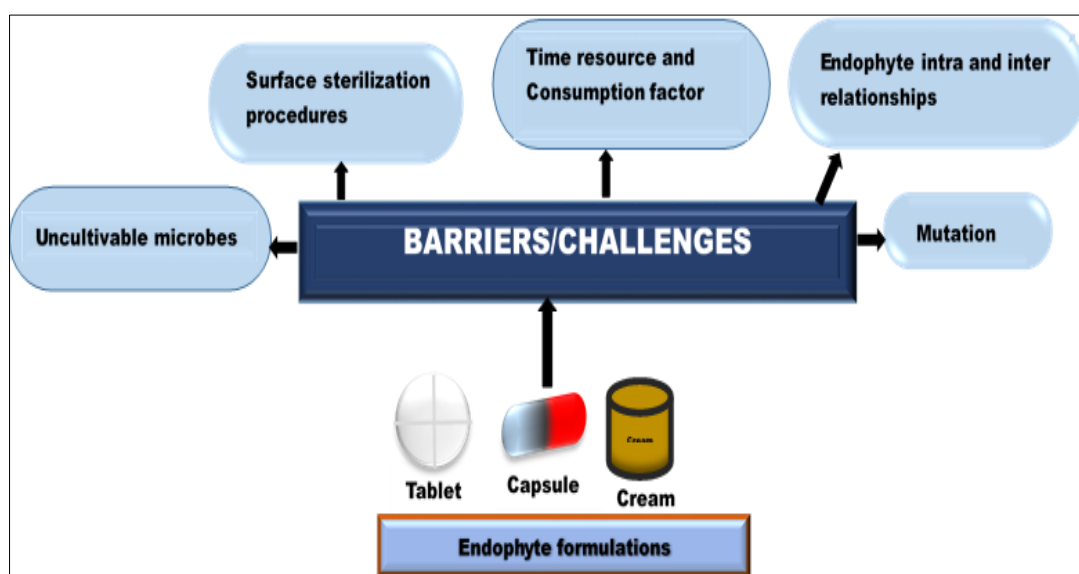 Surface sterilization
procedures
Time resource and
Consumption factor
Endophyte intra and inter
relationships
Uncultivable microbes
BARRIERS/CHALLENGES
Mutation
Cream
Tablet
Capsule
Cream
Endophyte formulations